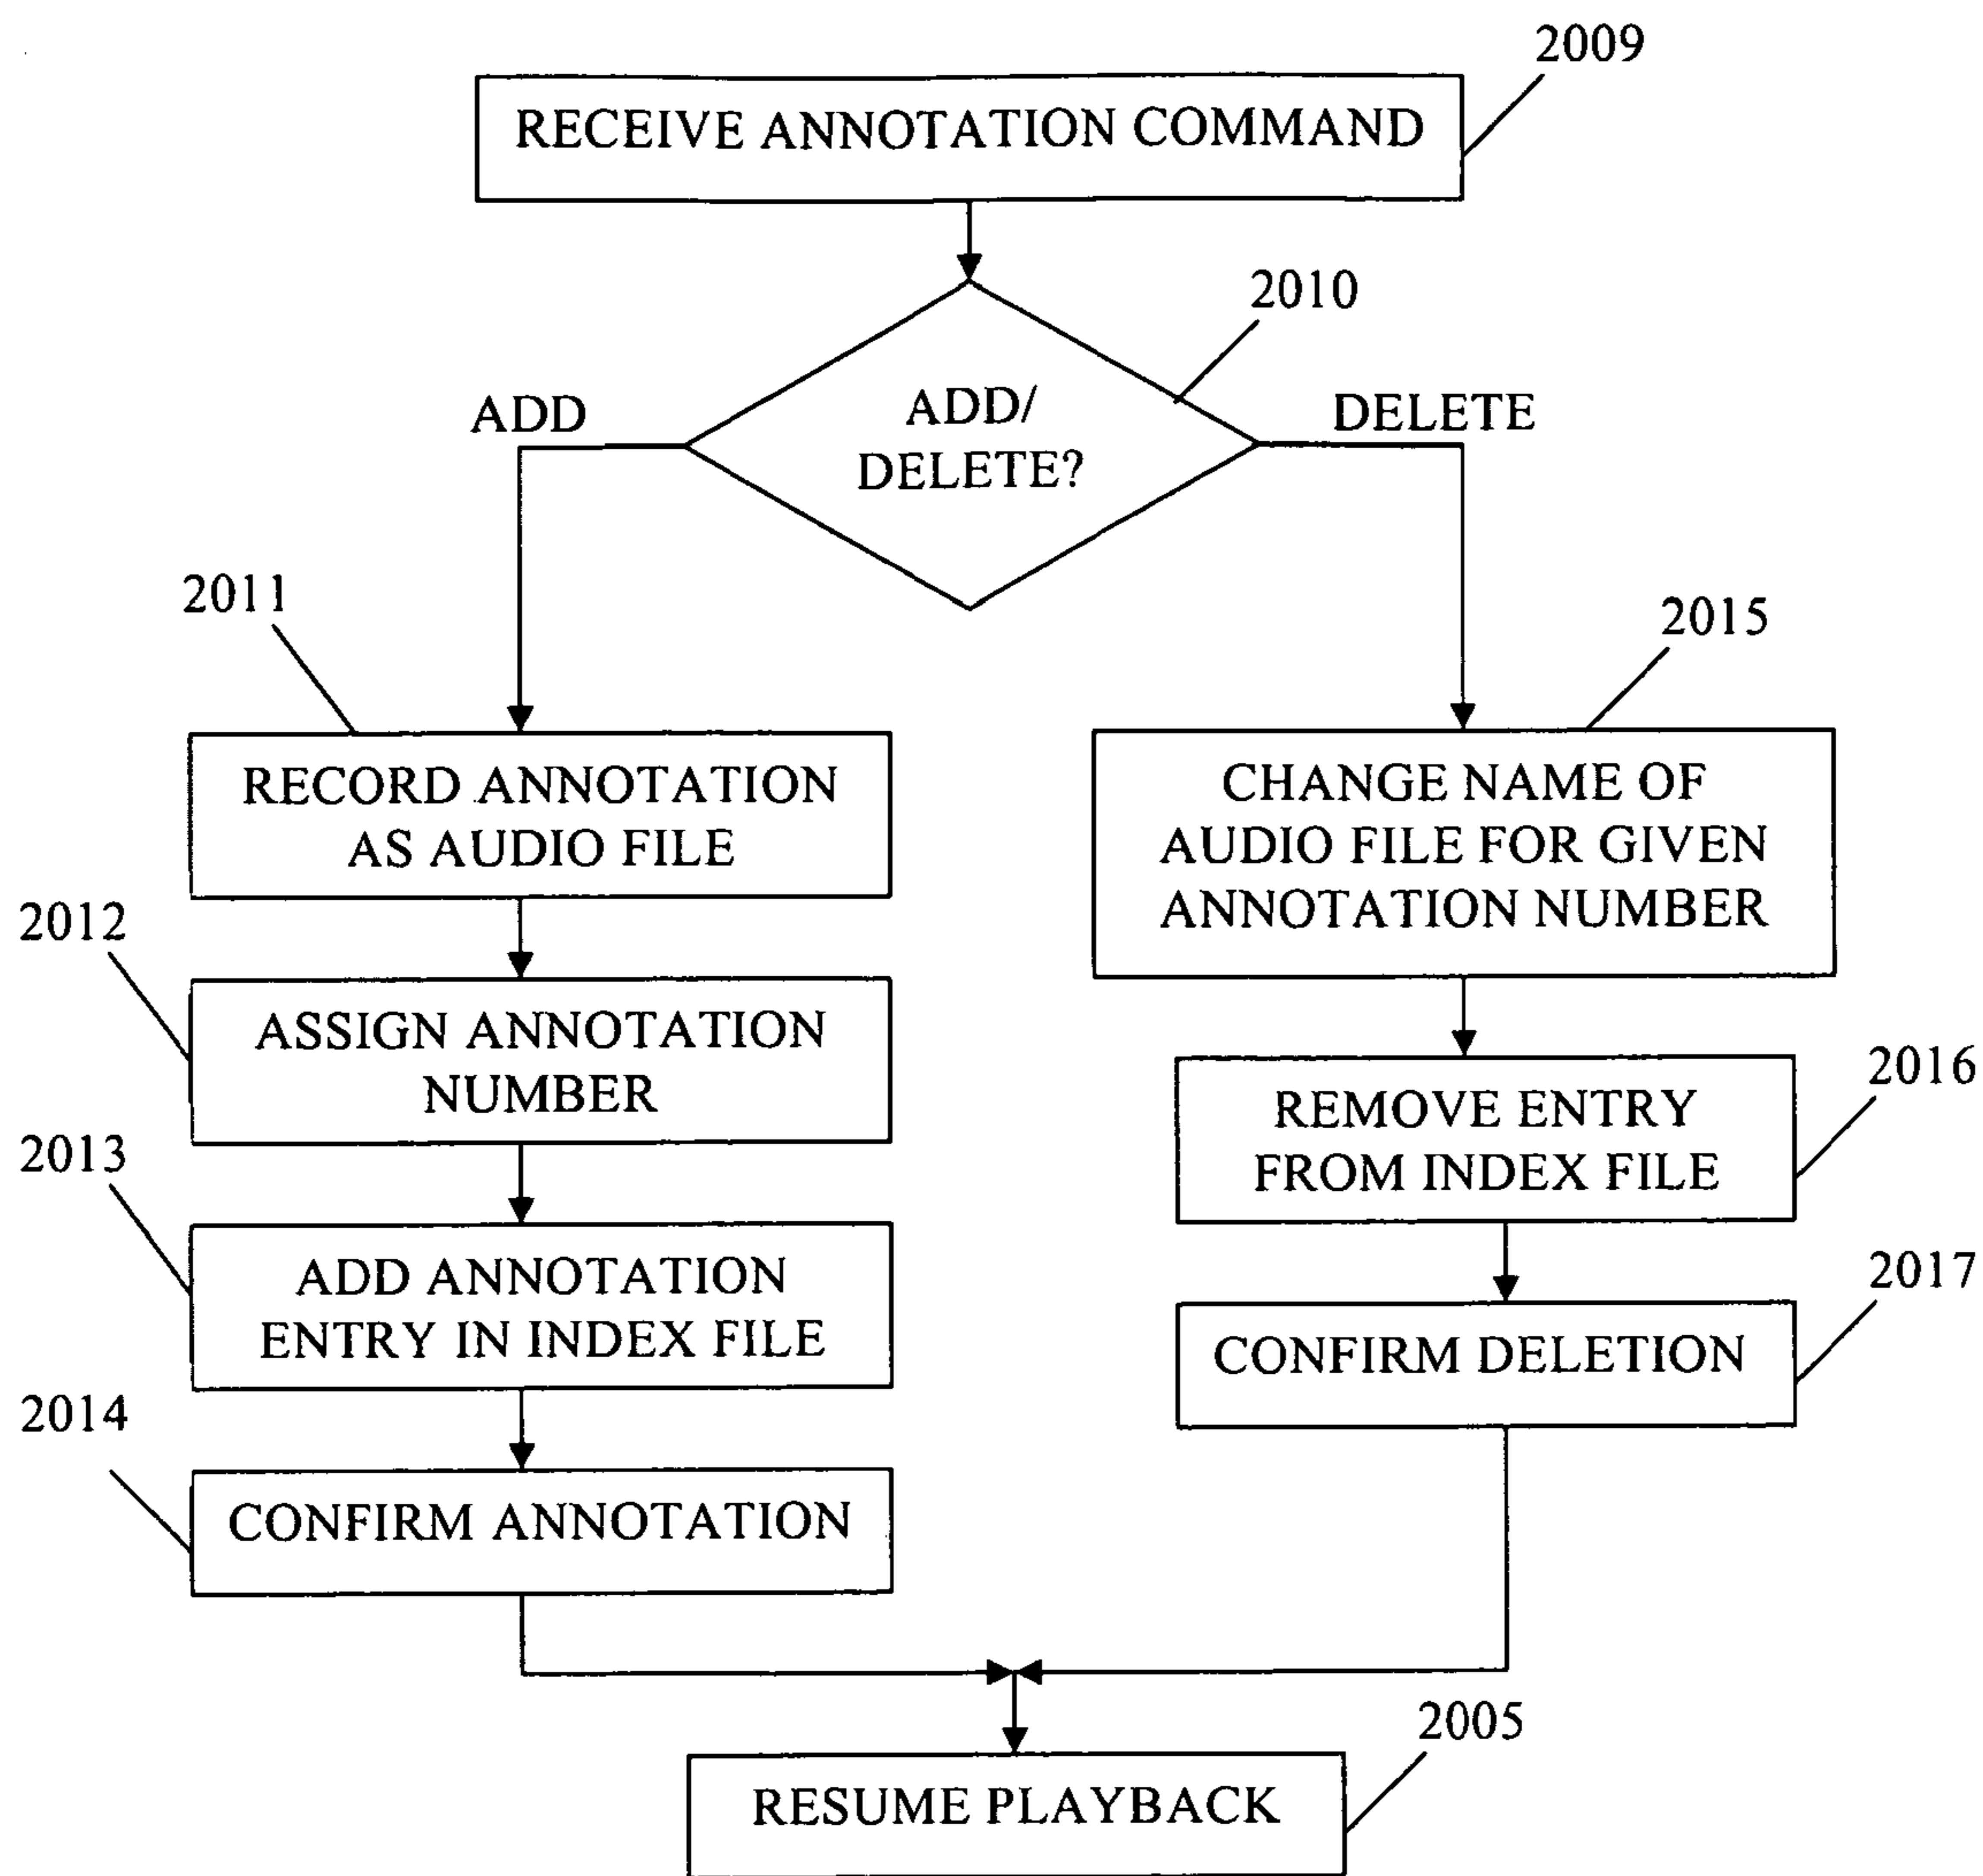 2009
RECEIVE ANNOTATION COMMAND
2010
ADD/
DELETE?
ADD
DELETE
2011
RECORD ANNOTATION
AS AUDIO FILE
2012
ASSIGN ANNOTATION
NUMBER
2013
ADD ANNOTATION
ENTRY IN INDEX FILE
2014
CONFIRM ANNOTATION
2015
CHANGE NAME OF
AUDIO FILE FOR GIVEN
ANNOTATION NUMBER
2016
REMOVE ENTRY
FROM INDEX FILE
2017
CONFIRM DELETION
2005
RESUME PLAYBACK